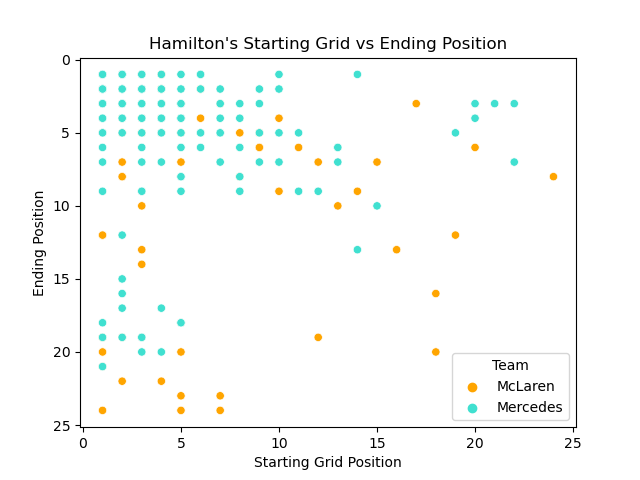 Hamilton's Starting Grid vs Ending Position
0
5
10
15
20
25
Ending Position
Team
McLaren
Mercedes
0 5 10 15 20 25
Starting Grid Position